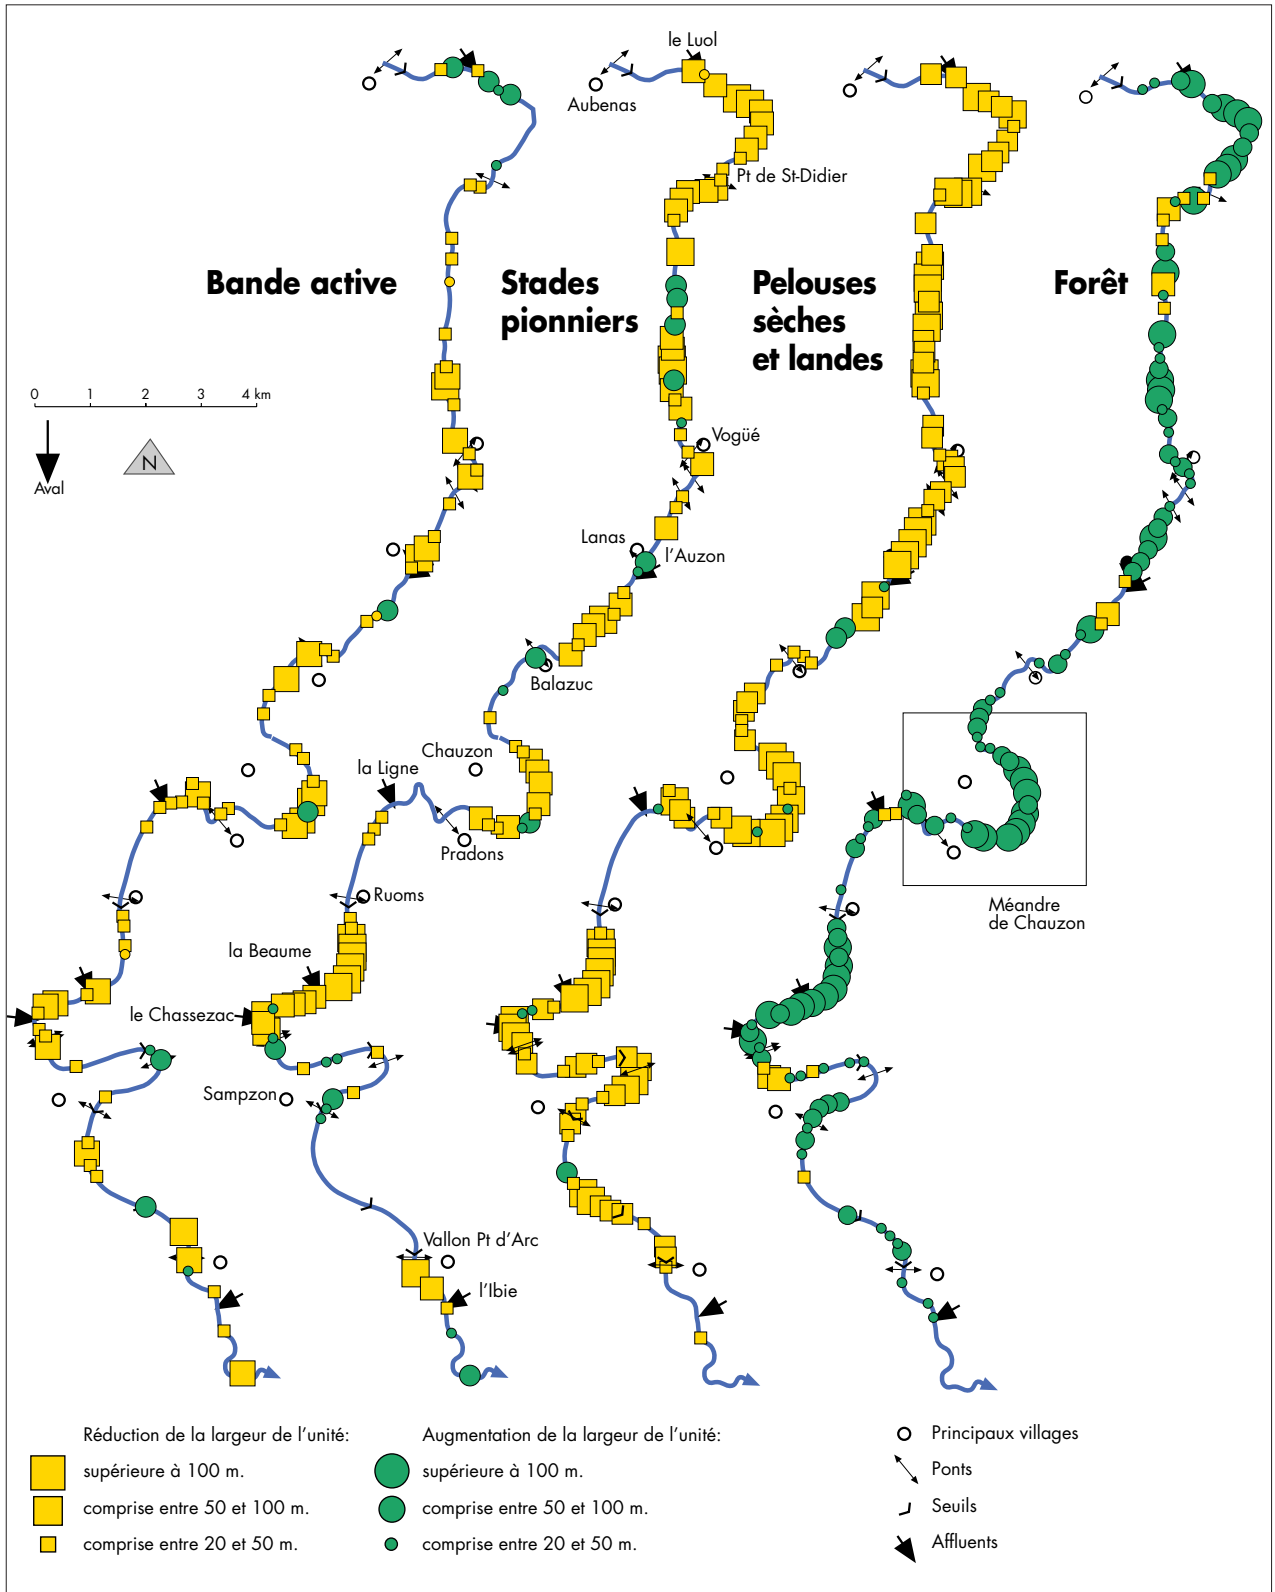 le Luol
Aubenas
Pt de St-Didier
Bande active
Stades
pionniers
Pelouses
sèches
et landes
Forêt
0 1 2 3 4 km
Aval
N
Vogüé
Lanas
l'Auzon
Balazuc
Chauzon
la Ligne
Pradons
Ruoms
Méandre
de Chauzon
la Beaume
le Chassezac
Sampzon
Vallon Pt d'Arc
l'Ibie
Réduction de la largeur de l'unité:
supérieure à 100 m.
comprise entre 50 et 100 m.
comprise entre 20 et 50 m.
Augmentation de la largeur de l'unité:
supérieure à 100 m.
comprise entre 50 et 100 m.
comprise entre 20 et 50 m.
Principaux villages
Ponts
Seuils
Affluents